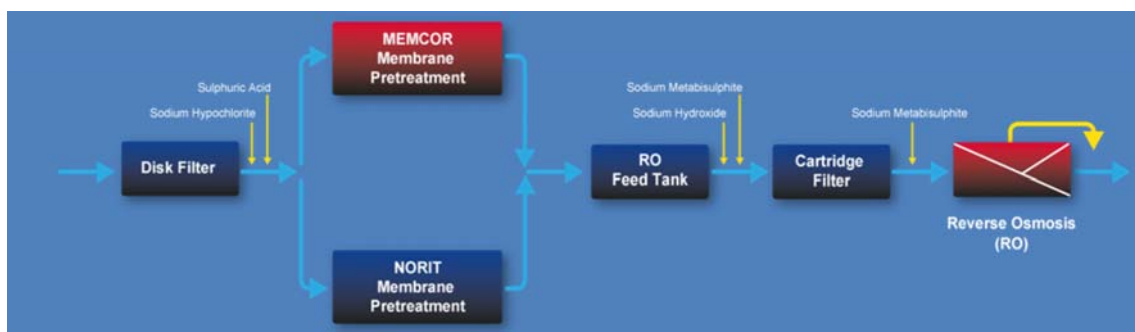 MEMCOR
Membrane
Pretreatment
Sulphuric Acid
Sodium Hypochlorite
Disk Filter
NORIT
Membrane
Pretreatment
Sodium Metabisulphite
Sodium Hydroxide
RO
Feed Tank
Cartridge
Filter
Sodium Metabisulphite
Reverse Osmosis
(RO)